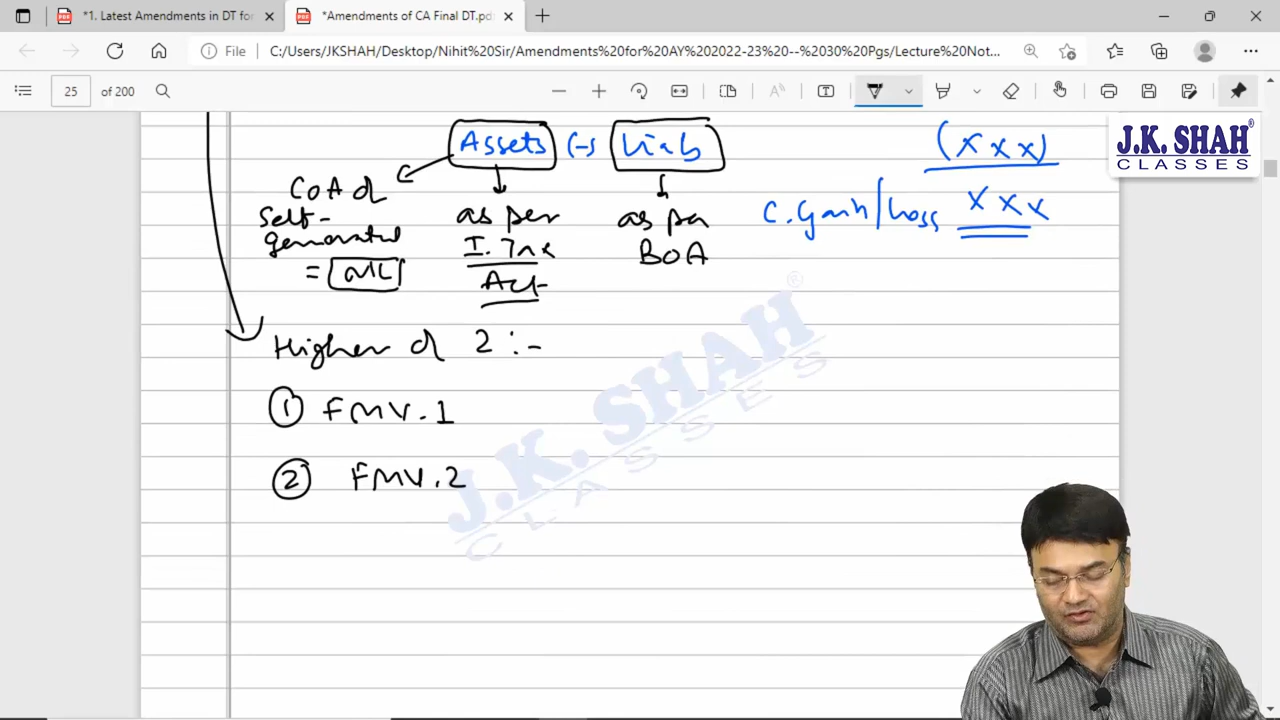 *1. Latest Amendments in DT for
*Amendments of CA Final DT.pd
File
C:/Users/JKSHAH/Desktop/Nihit%20Sir/Amendments%20for%20AY%202022-23%20--%2030%20Pgs/Lecture%20Not...
25 of 200
J.K. SHAH®
CLASSES
Assets (-) Liab
(xxx)
CoA of
Self-
generated
= NIL
as per
I. Tax
Act
as per
BOA
C. Gain/Loss xxx
Higher of 2 :-
① FMV.1
② FMV.2
J.K. SHAH®
CLASSES